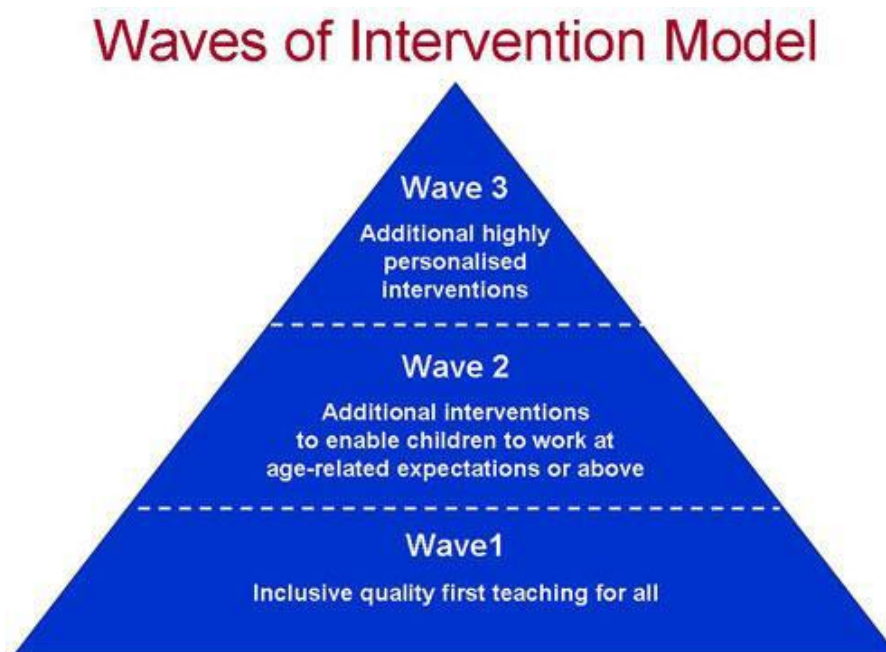 Waves of Intervention Model
Wave 3
Additional highly
personalised
interventions
Wave 2
Additional interventions
to enable children to work at
age-related expectations or above
Wave1
Inclusive quality first teaching for all